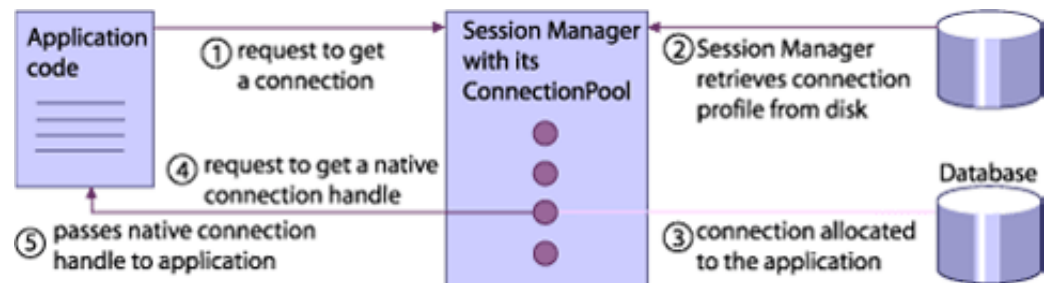 Application
code
① request to get
a connection
Session Manager
with its
ConnectionPool
② Session Manager
retrieves connection
profile from disk
④ request to get a native
connection handle
⑤ passes native connection
handle to application
Database
③ connection allocated
to the application